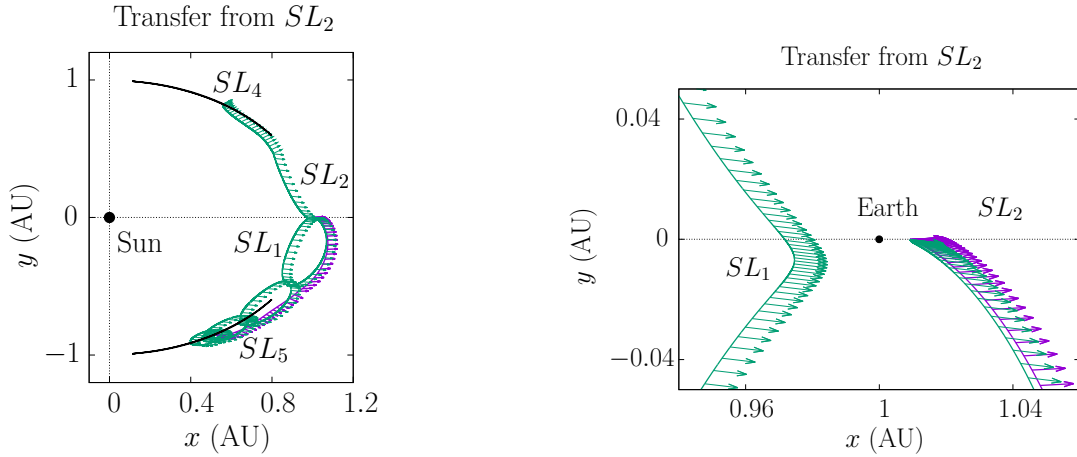 Transfer from SL₂
y (AU)
1
0
−1
SL₄
SL₂
SL₁
Sun
SL₅
0 0.4 0.8 1.2
x (AU)
Transfer from SL₂
y (AU)
0.04
0
−0.04
Earth
SL₂
SL₁
0.96 1 1.04
x (AU)